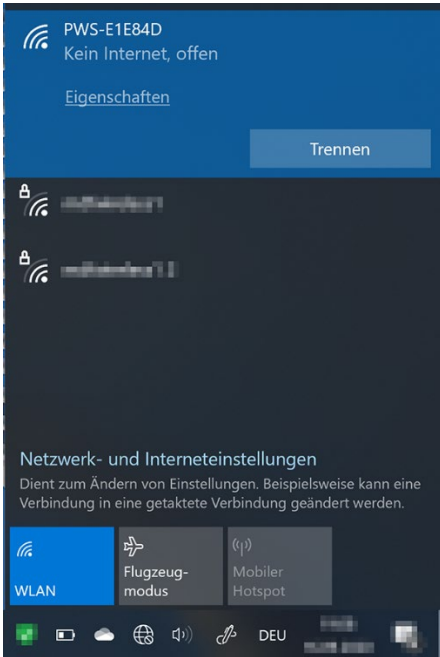 PWS-E1E84D
Kein Internet, offen
Eigenschaften
Trennen
Netzwerk- und Interneteinstellungen
Dient zum Ändern von Einstellungen. Beispielsweise kann eine
Verbindung in eine getaktete Verbindung geändert werden.
WLAN
Flugzeug-
modus
Mobiler
Hotspot
DEU